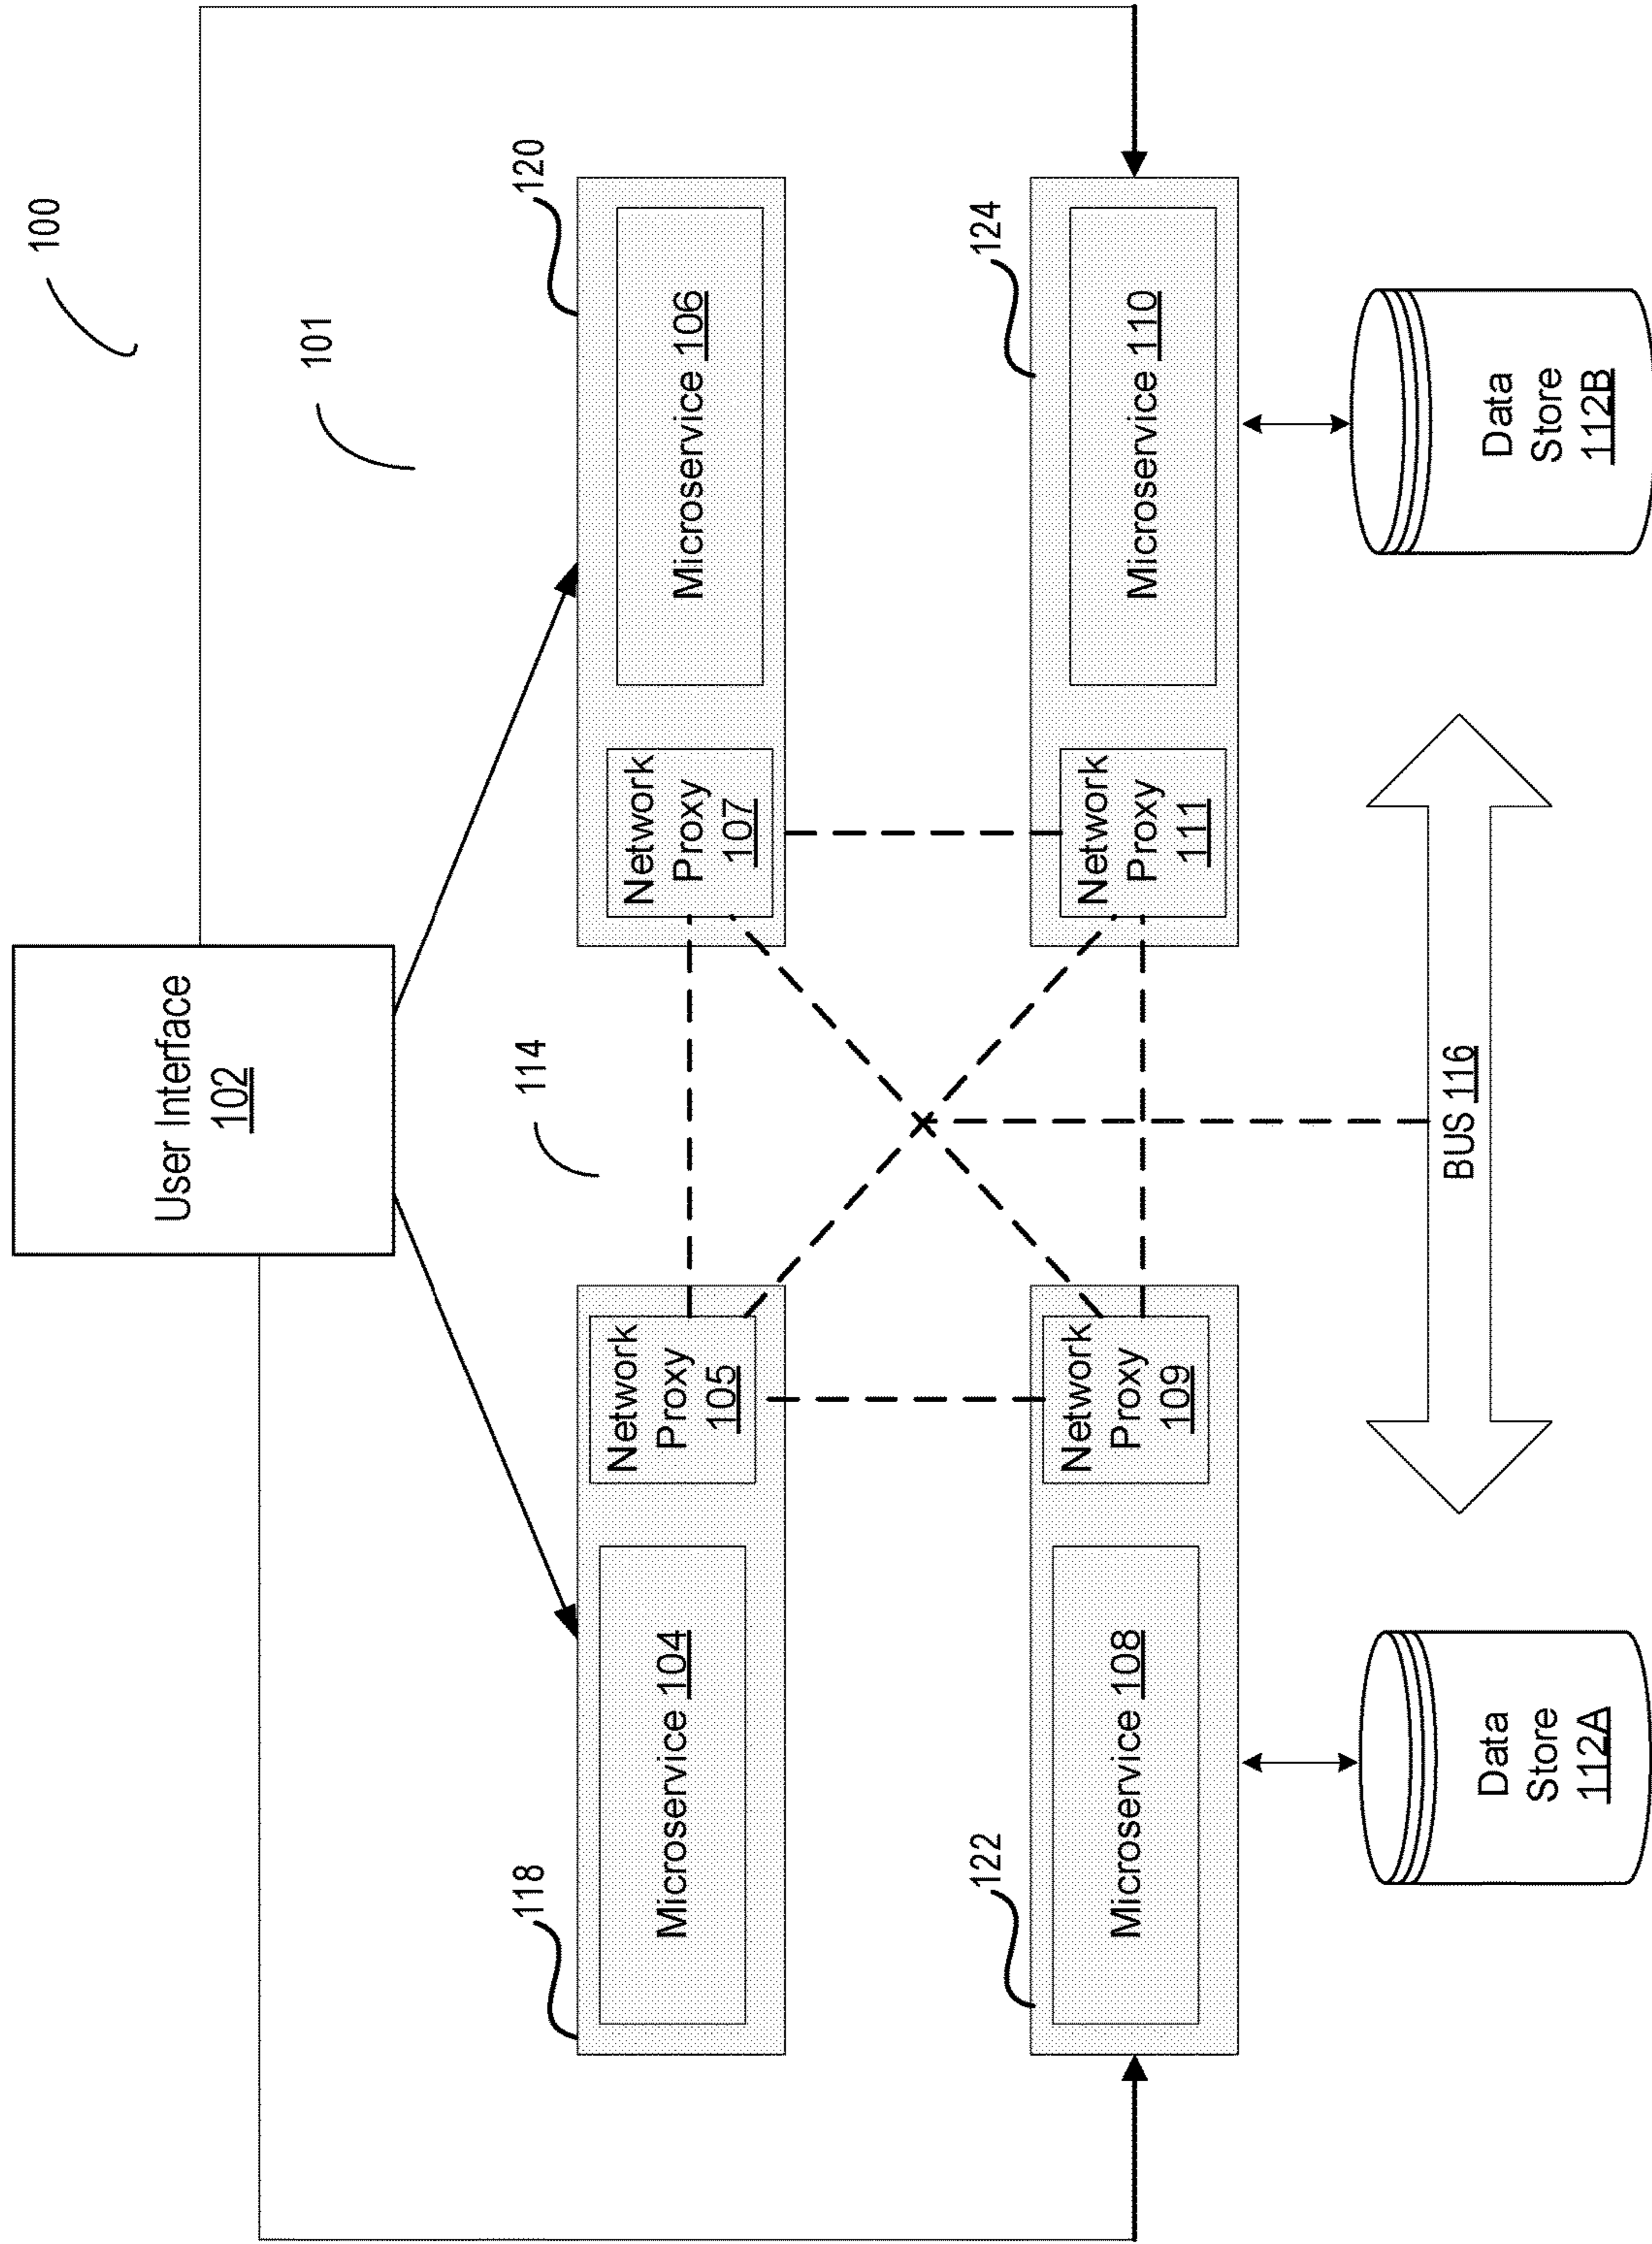 100
101
User Interface
102
118
120
114
Microservice 104
Network
Proxy
105
Network
Proxy
107
Microservice 106
122
124
Microservice 108
Network
Proxy
109
Network
Proxy
111
Microservice 110
BUS 116
Data
Store
112A
Data
Store
112B